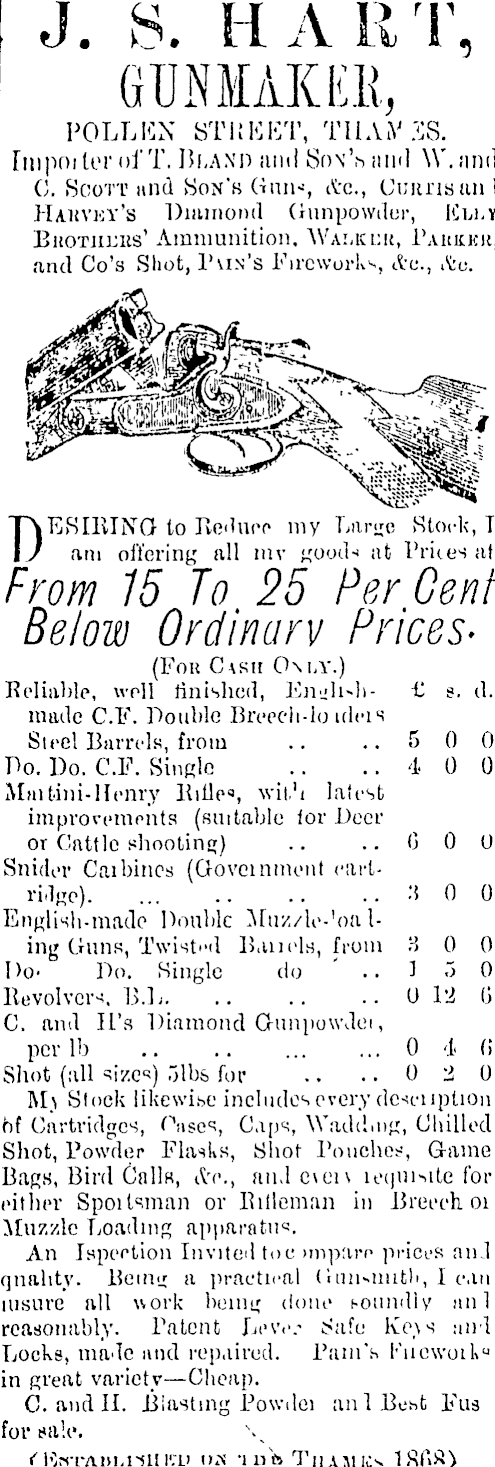 J. S. HART,
GUNMAKER,
POLLEN STREET, THAMES.
Importer of T. BLAND and SON'S and W. and
C. SCOTT and SON'S Guns, &c., CURTIS and
HARVEY'S Diamond Gunpowder, ELEY
BROTHERS' Ammunition, WALKER, PARKER,
and Co's Shot, PAIN'S Fireworks, &c., &c.
DESIRING to Reduce my Large Stock, I
am offering all my goods at Prices at
From 15 To 25 Per Cent
Below Ordinary Prices.
(FOR CASH ONLY.)
Reliable, well finished, English- £ s. d.
made C.F. Double Breech-loaders
Steel Barrels, from .. .. 5 0 0
Do. Do. C.F. Single .. .. 4 0 0
Martini-Henry Rifles, with latest
improvements (suitable for Deer
or Cattle shooting) .. .. 6 0 0
Snider Carbines (Government cart-
ridge). ... .. .. .. 3 0 0
English-made Double Muzzle-load-
ing Guns, Twisted Barrels, from 3 0 0
Do. Do. Single do .. 1 5 0
Revolvers, B.L. .. .. .. 0 12 6
C. and H's Diamond Gunpowder,
per lb .. .. ... ... 0 4 6
Shot (all sizes) 5lbs for .. .. 0 2 0
My Stock likewise includes every description
of Cartridges, Cases, Caps, Wadding, Chilled
Shot, Powder Flasks, Shot Pouches, Game
Bags, Bird Calls, &c., and every requisite for
either Sportsman or Rifleman in Breech or
Muzzle Loading apparatus.
An Ispection Invited to compare prices and
quality. Being a practical Gunsmith, I can
insure all work being done soundly and
reasonably. Patent Lever Safe Keys and
Locks, made and repaired. Pain's Fireworks
in great variety—Cheap.
C. and H. Blasting Powder and Best Fus
for sale.
(ESTABLISHED ON THE THAMES 1868)